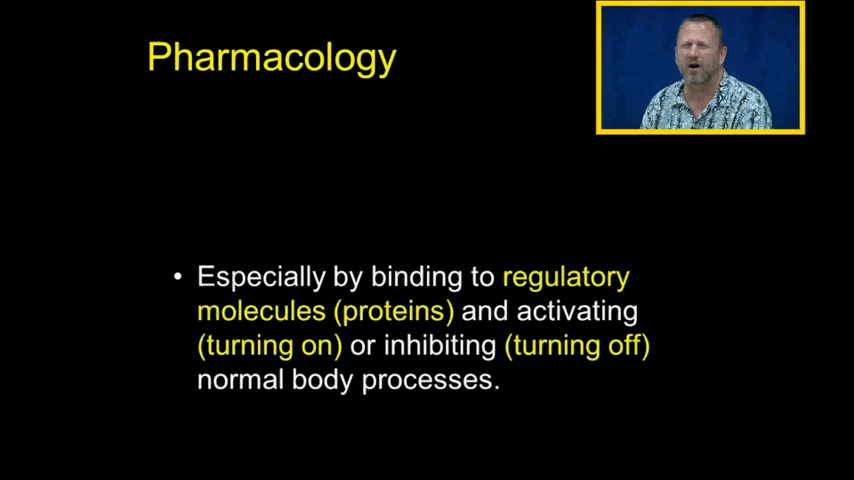 Pharmacology
• Especially by binding to regulatory
molecules (proteins) and activating
(turning on) or inhibiting (turning off)
normal body processes.